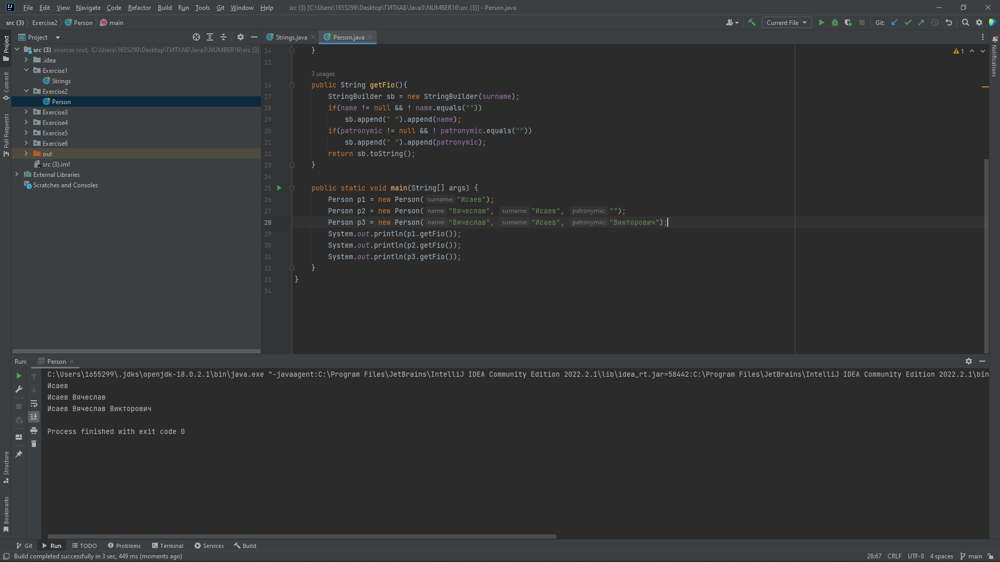 File Edit View Navigate Code Refactor Build Run Tools Git Window Help src (3) [C:\Users\1655299\Desktop\ГИТХАБ\Java3\NUMBER16\src (3)] - Person.java
src (3) Exercise2 Person main
Current File Git:
Project
Strings.java Person.java
src (3) sources root, C:\Users\1655299\Desktop\ГИТХАБ\Java3\NUMBER16\src (3)
.idea
Exercise1
Strings
Exercise2
Person
Exercise3
Exercise4
Exercise5
Exercise6
out
src (3).iml
External Libraries
Scratches and Consoles
Project
Commit
Pull Requests
Structure
Bookmarks
Notifications
1
14 }
15
3 usages
16 public String getFio(){
17 StringBuilder sb = new StringBuilder(surname);
18 if(name != null && ! name.equals(""))
19 sb.append(" ").append(name);
20 if(patronymic != null && ! patronymic.equals(""))
21 sb.append(" ").append(patronymic);
22 return sb.toString();
23 }
24
25 public static void main(String[] args) {
26 Person p1 = new Person( surname: "Исаев");
27 Person p2 = new Person( name: "Вячеслав", surname: "Исаев", patronymic: "");
28 Person p3 = new Person( name: "Вячеслав", surname: "Исаев", patronymic: "Викторович");
29 System.out.println(p1.getFio());
30 System.out.println(p2.getFio());
31 System.out.println(p3.getFio());
32 }
33 }
34
Run: Person
C:\Users\1655299\.jdks\openjdk-18.0.2.1\bin\java.exe "-javaagent:C:\Program Files\JetBrains\IntelliJ IDEA Community Edition 2022.2.1\lib\idea_rt.jar=58442:C:\Program Files\JetBrains\IntelliJ IDEA Community Edition 2022.2.1\bin
Исаев
Исаев Вячеслав
Исаев Вячеслав Викторович
Process finished with exit code 0
Git Run TODO Problems Terminal Services Build
Build completed successfully in 3 sec, 449 ms (moments ago) 28:67 CRLF UTF-8 4 spaces main